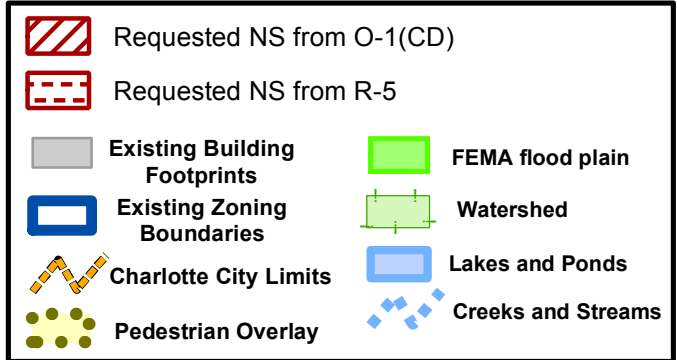 Requested NS from O-1(CD)
Requested NS from R-5
Existing Building
Footprints
Existing Zoning
Boundaries
Charlotte City Limits
Pedestrian Overlay
FEMA flood plain
Watershed
Lakes and Ponds
Creeks and Streams